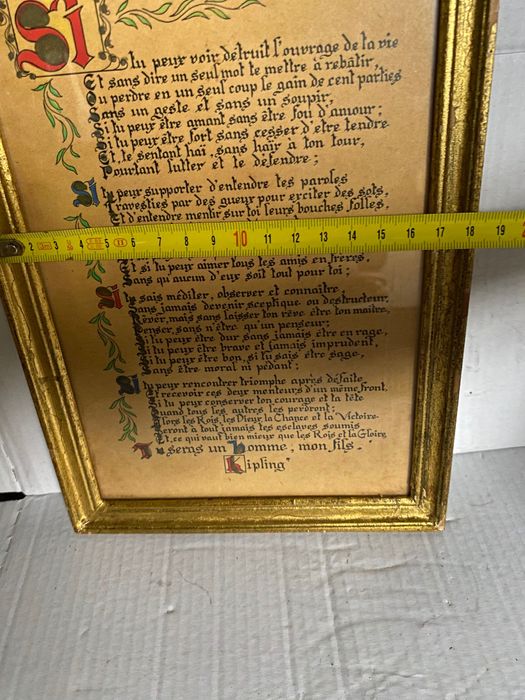 Si tu peux voir détruit l'ouvrage de ta vie
Et sans dire un seul mot te mettre à rebâtir,
Ou perdre en un seul coup le gain de cent parties
Sans un geste et sans un soupir,
Si tu peux être amant sans être fou d'amour;
Si tu peux être fort sans cesser d'être tendre
Et, te sentant haï, sans haïr à ton tour,
Pourtant lutter et te défendre;
Si tu peux supporter d'entendre tes paroles
Travesties par des gueux pour exciter des sots,
Et d'entendre mentir sur toi leurs bouches folles,
2 3 4 5 6 7 8 9 10 11 12 13 14 15 16 17 18 19
Et si tu peux aimer tous tes amis en frères,
Sans qu'aucun d'eux soit tout pour toi;
Si tu sais méditer, observer et connaître,
Sans jamais devenir sceptique ou destructeur,
Rêver, mais sans laisser ton rêve être ton maître,
Penser, sans n'être qu'un penseur;
Si tu peux être dur sans jamais être en rage,
Si tu peux être brave et jamais imprudent,
Si tu peux être bon, si tu sais être sage,
Sans être moral ni pédant;
Si tu peux rencontrer triomphe après défaite
Et recevoir ces deux menteurs d'un même front,
Si tu peux conserver ton courage et ta tête
Quand tous les autres les perdront;
Alors les Rois, les Dieux, la Chance et la Victoire
Seront à tout jamais tes esclaves soumis
Et, ce qui vaut bien mieux que les Rois et la Gloire
Tu seras un Homme, mon fils.
Kipling